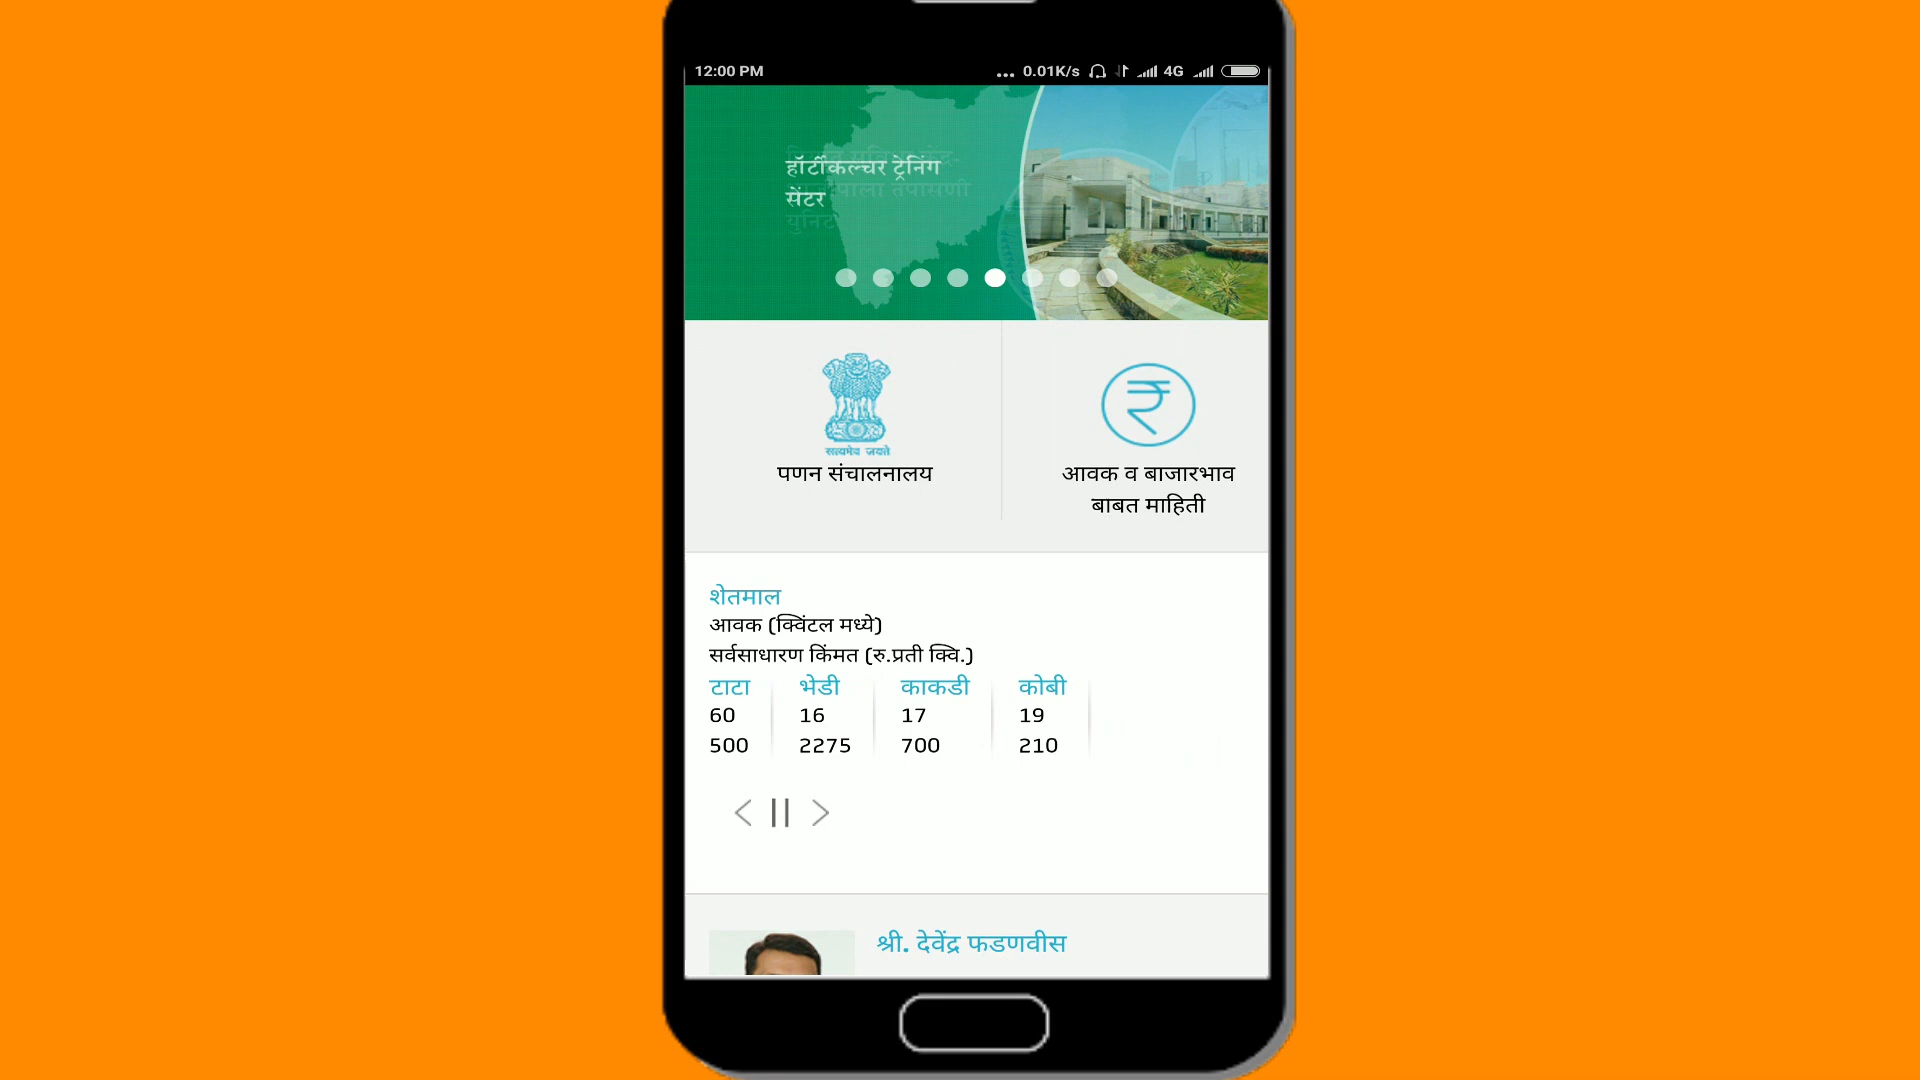 12:00 PM
... 0.01K/s 4G
हॉर्टीकल्चर ट्रेनिंग
सेंटर
सत्यमेव जयते
पणन संचालनालय
आवक व बाजारभाव
बाबत माहिती
शेतमाल
आवक (क्विंटल मध्ये)
सर्वसाधारण किंमत (रु.प्रती क्वि.)
टाटा भेडी काकडी कोबी
60 16 17 19
500 2275 700 210
श्री. देवेंद्र फडणवीस